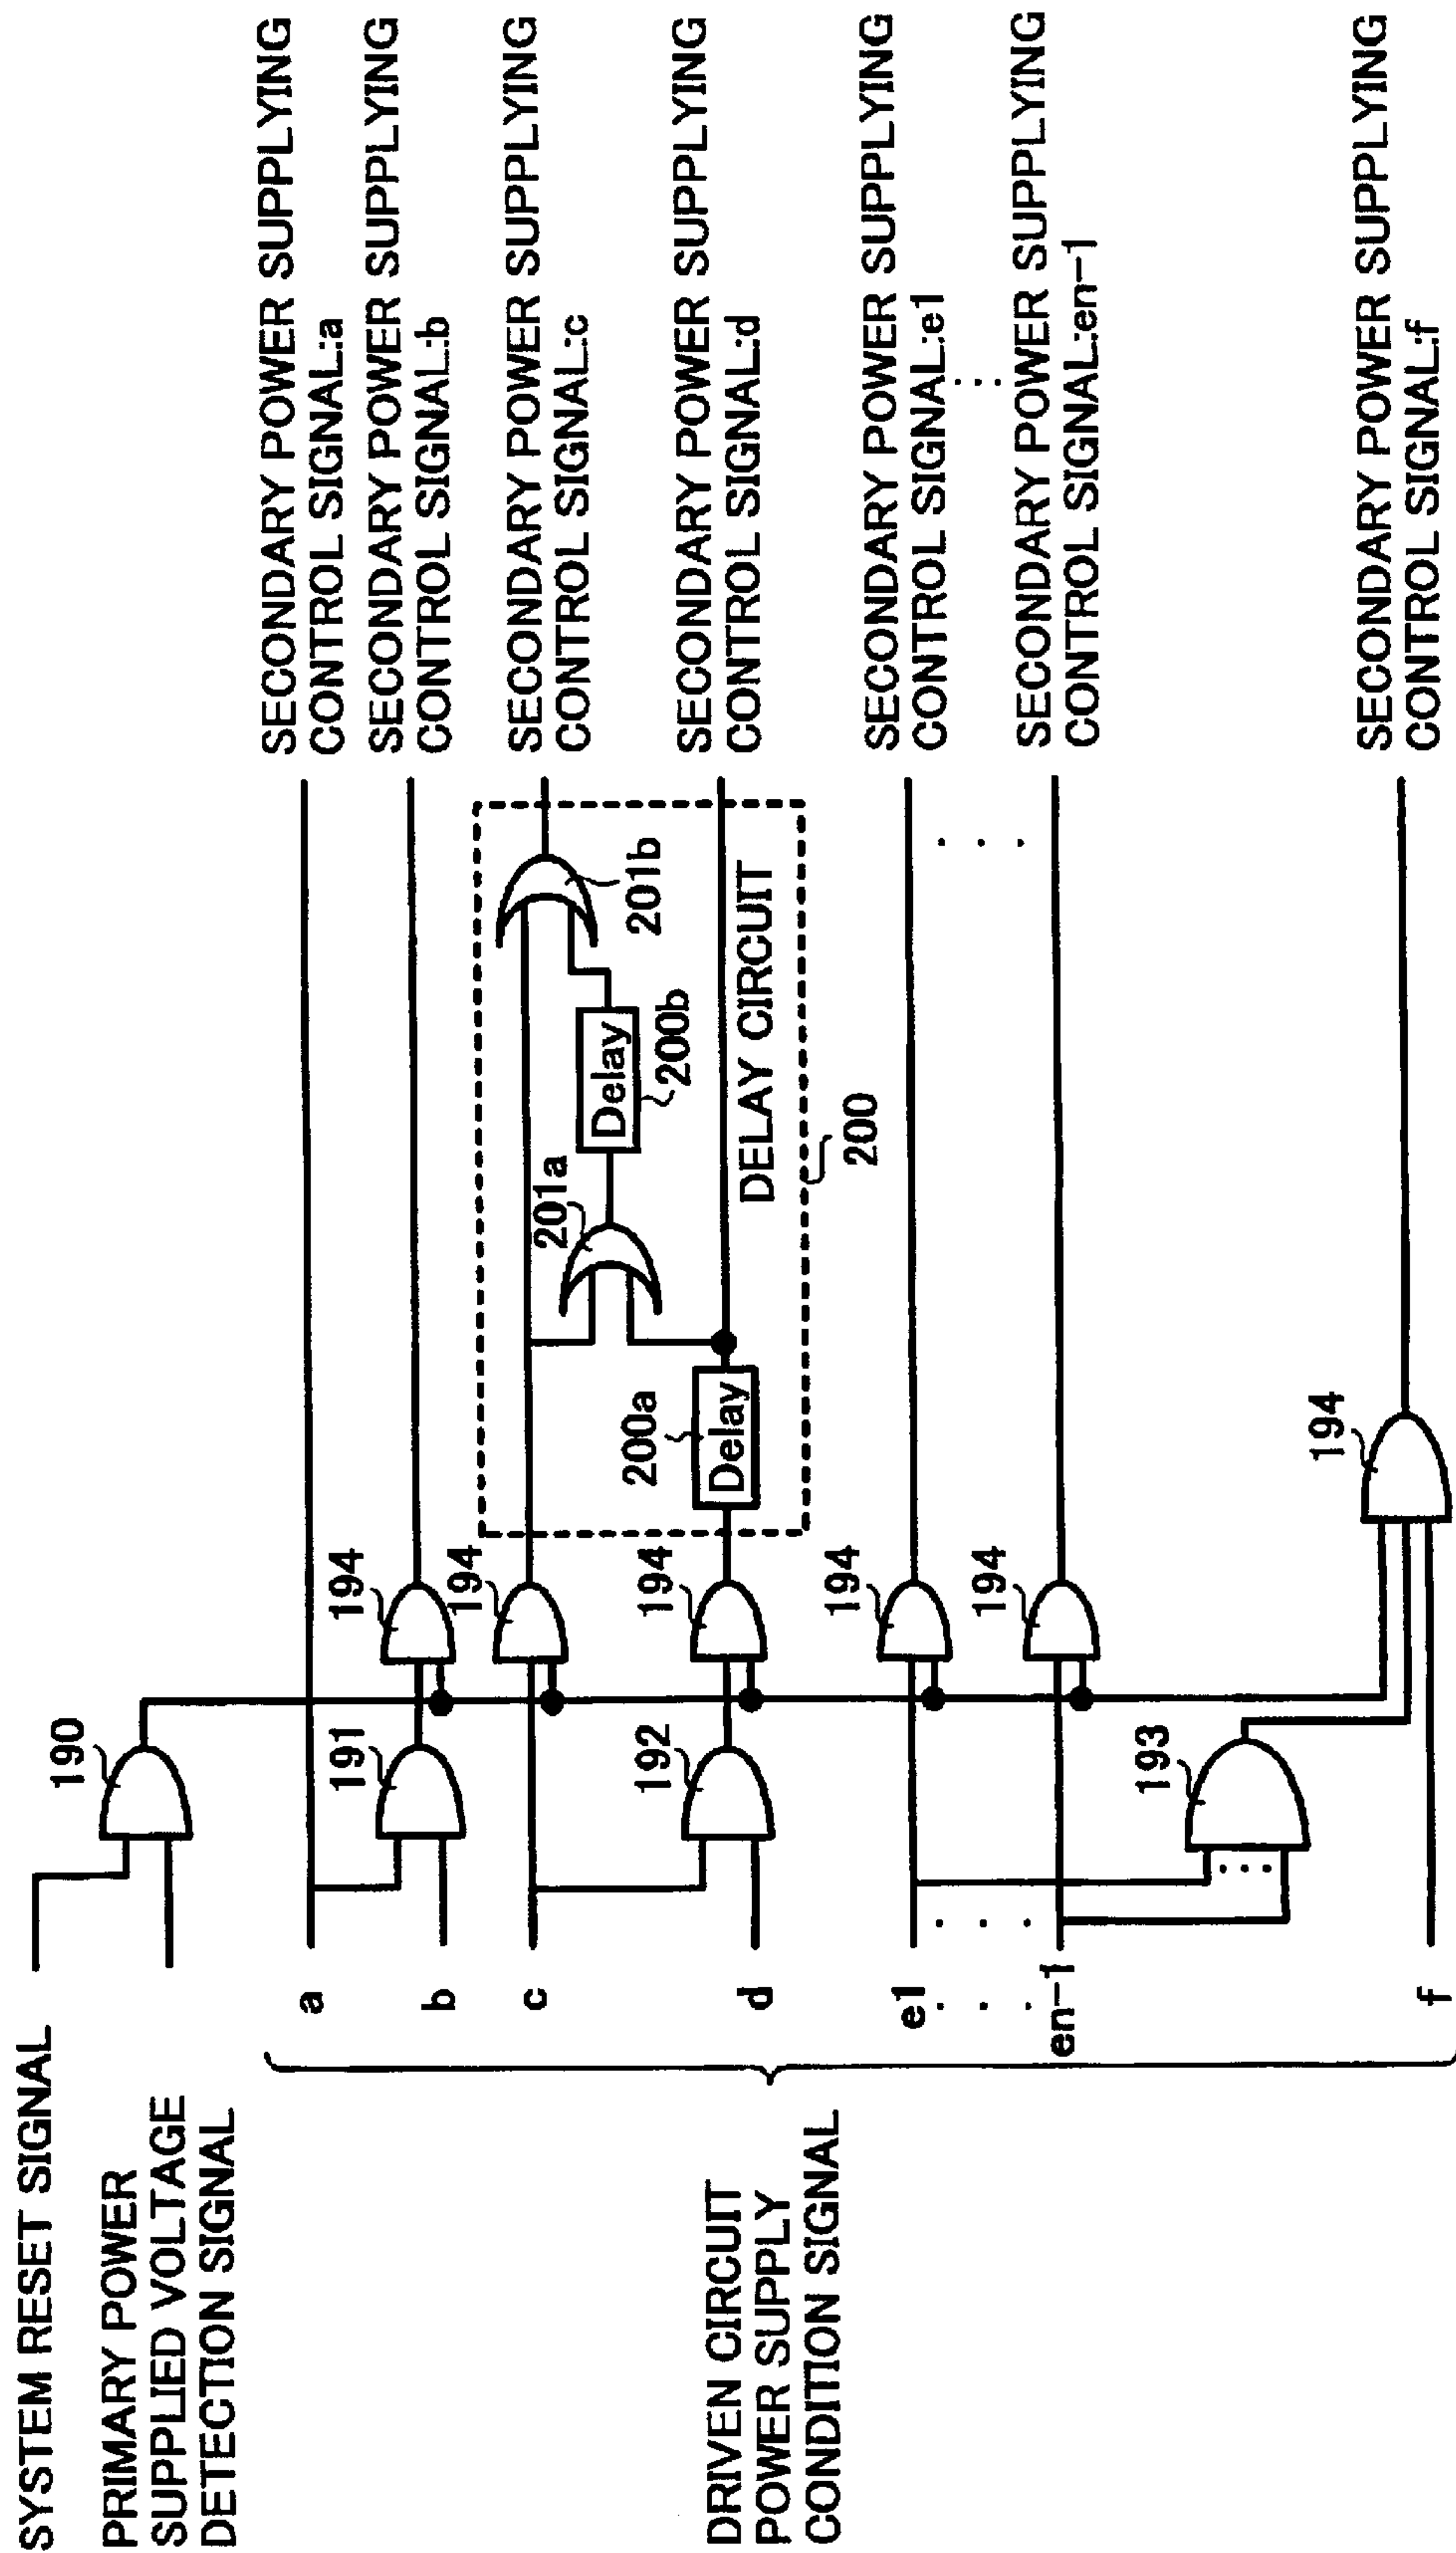 SYSTEM RESET SIGNAL
PRIMARY POWER
SUPPLIED VOLTAGE
DETECTION SIGNAL
190
a
SECONDARY POWER SUPPLYING
CONTROL SIGNAL:a
191
194
b
SECONDARY POWER SUPPLYING
CONTROL SIGNAL:b
c
194
201a
201b
Delay
200b
SECONDARY POWER SUPPLYING
CONTROL SIGNAL:c
DRIVEN CIRCUIT
POWER SUPPLY
CONDITION SIGNAL
192
194
200a
Delay
d
SECONDARY POWER SUPPLYING
CONTROL SIGNAL:d
DELAY CIRCUIT
200
e1
194
SECONDARY POWER SUPPLYING
CONTROL SIGNAL:e1
en-1
194
SECONDARY POWER SUPPLYING
CONTROL SIGNAL:en-1
193
194
f
SECONDARY POWER SUPPLYING
CONTROL SIGNAL:f